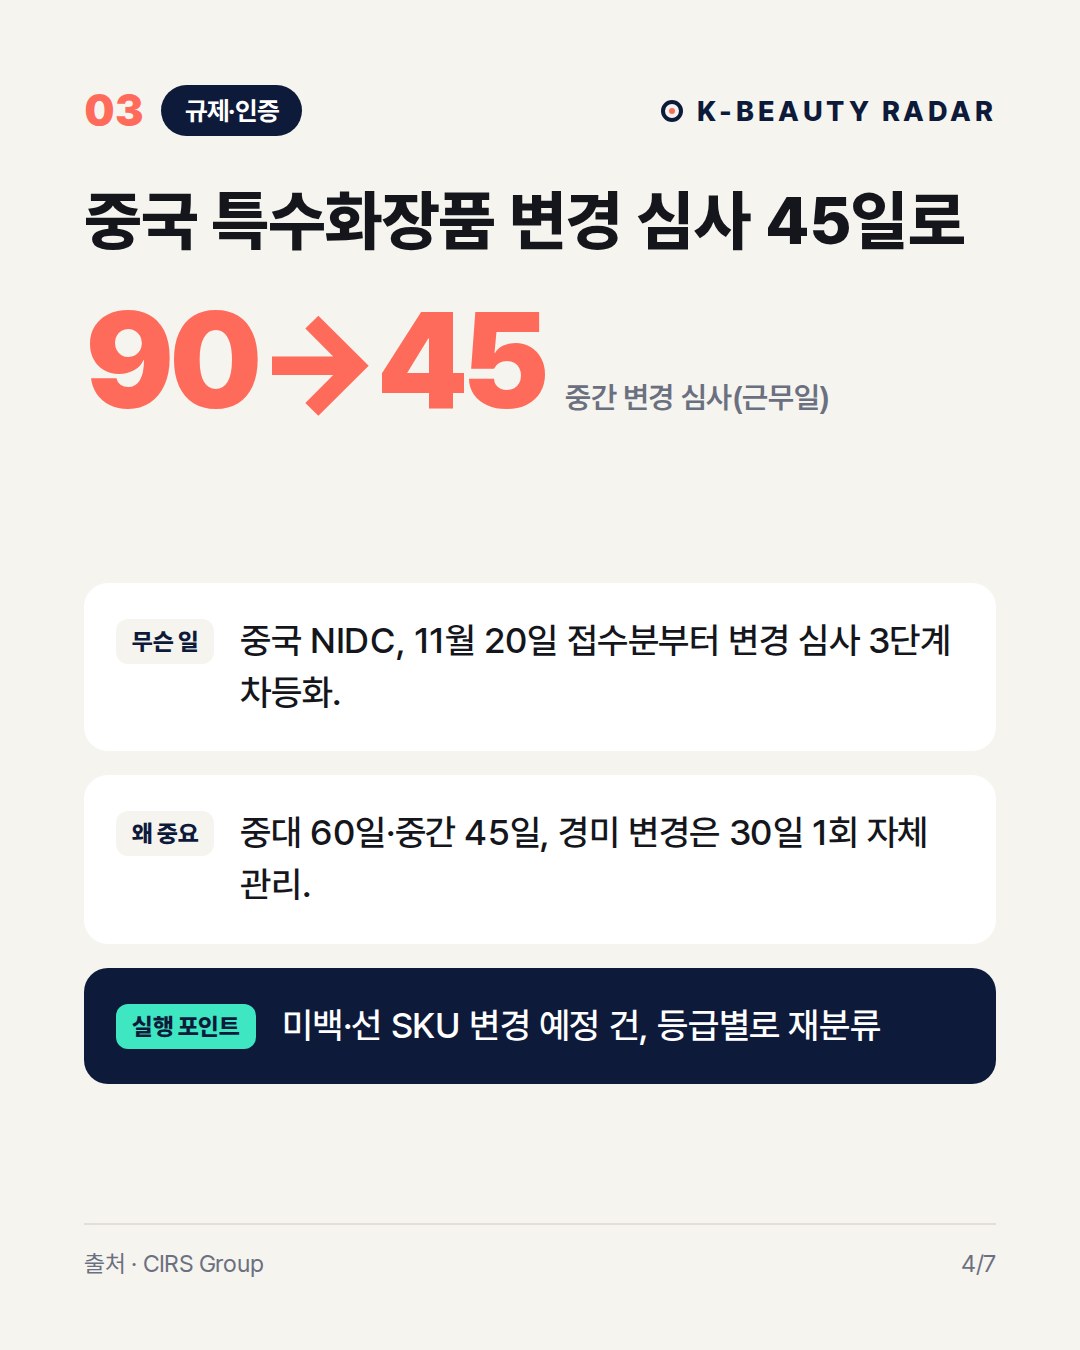 03 규제·인증
K-BEAUTY RADAR
중국 특수화장품 변경 심사 45일로
90→45 중간 변경 심사(근무일)
무슨 일 중국 NIDC, 11월 20일 접수분부터 변경 심사 3단계
차등화.
왜 중요 중대 60일·중간 45일, 경미 변경은 30일 1회 자체
관리.
실행 포인트 미백·선 SKU 변경 예정 건, 등급별로 재분류
출처 · CIRS Group
4/7